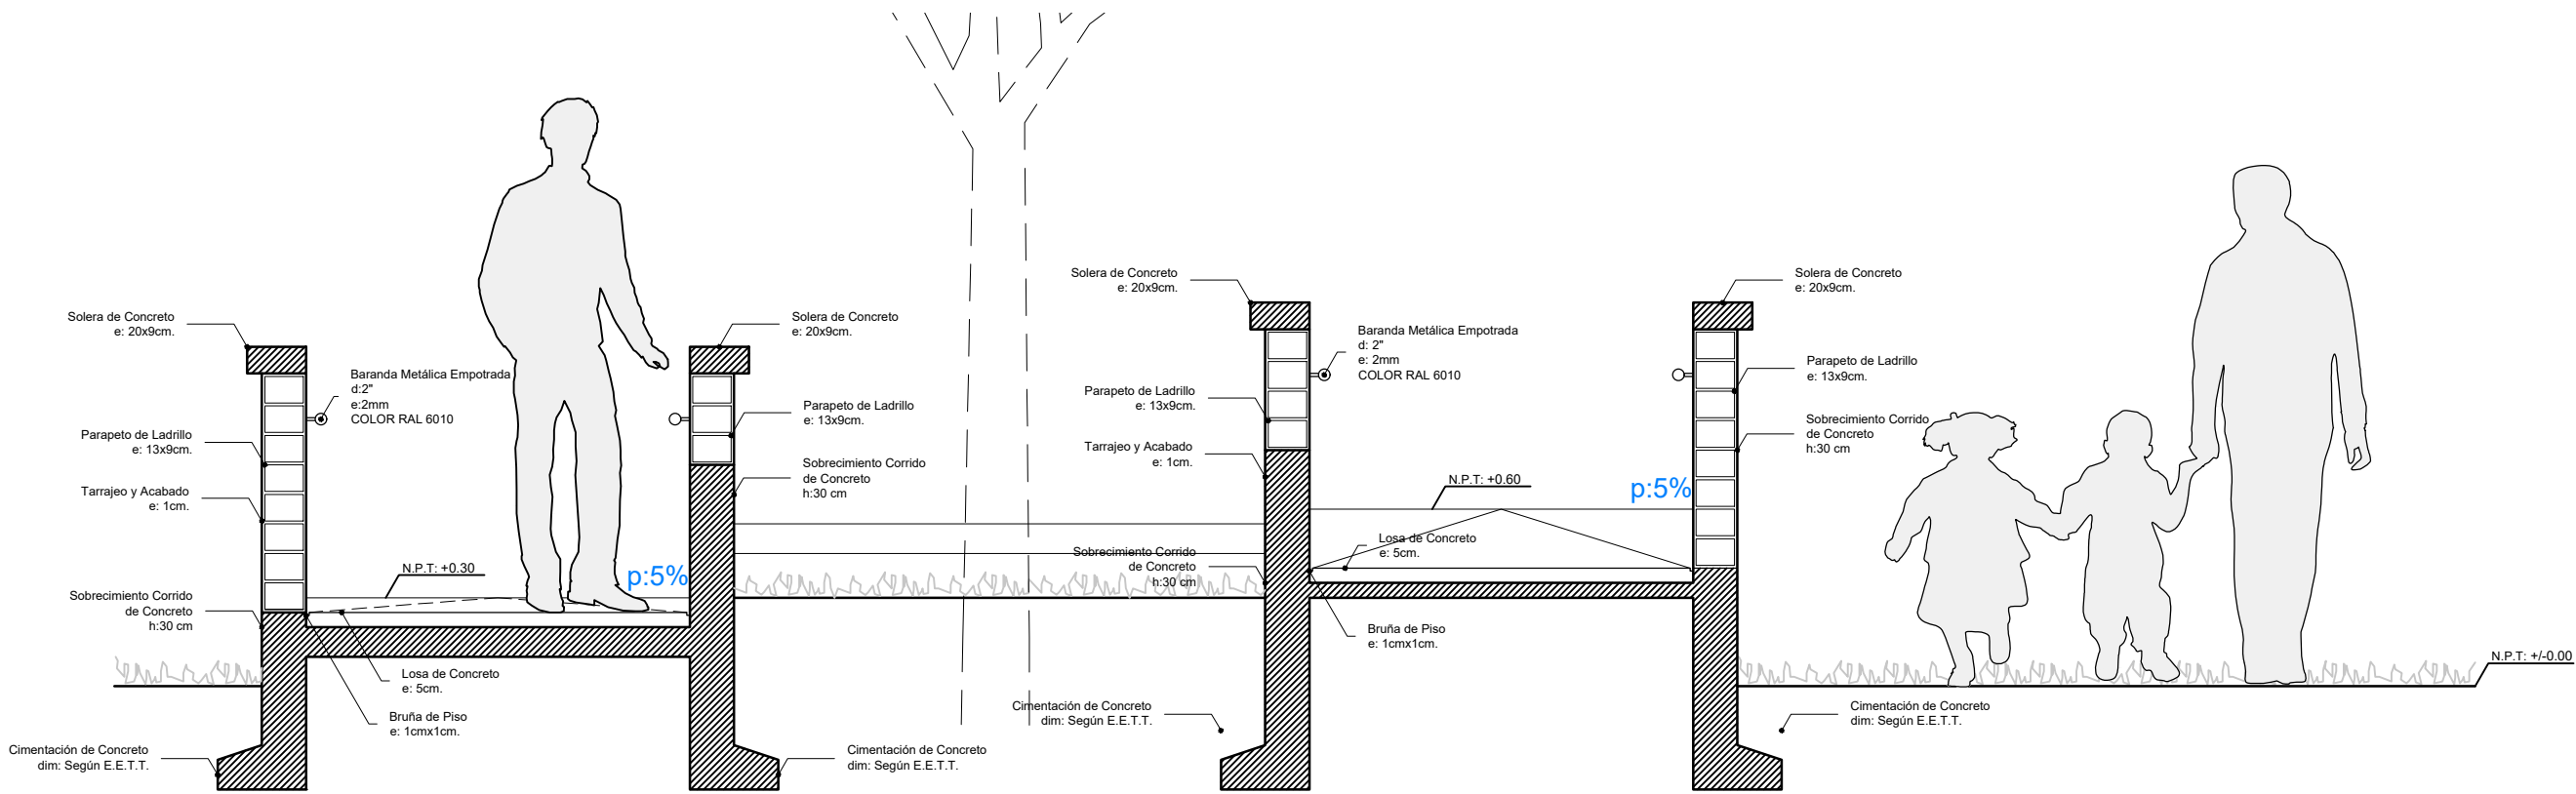 Solera de Concreto
e: 20x9cm.
Baranda Metálica Empotrada
d:2"
e:2mm
COLOR RAL 6010
Parapeto de Ladrillo
e: 13x9cm.
Tarrajeo y Acabado
e: 1cm.
N.P.T: +0.30
p:5%
Sobrecimiento Corrido
de Concreto
h:30 cm
Losa de Concreto
e: 5cm.
Bruña de Piso
e: 1cmx1cm.
Cimentación de Concreto
dim: Según E.E.T.T.
Solera de Concreto
e: 20x9cm.
Parapeto de Ladrillo
e: 13x9cm.
Sobrecimiento Corrido
de Concreto
h:30 cm
Cimentación de Concreto
dim: Según E.E.T.T.
Solera de Concreto
e: 20x9cm.
Baranda Metálica Empotrada
d: 2"
e: 2mm
COLOR RAL 6010
Parapeto de Ladrillo
e: 13x9cm.
Tarrajeo y Acabado
e: 1cm.
N.P.T: +0.60
p:5%
Losa de Concreto
e: 5cm.
Sobrecimiento Corrido
de Concreto
h:30 cm
Bruña de Piso
e: 1cmx1cm.
Cimentación de Concreto
dim: Según E.E.T.T.
Solera de Concreto
e: 20x9cm.
Parapeto de Ladrillo
e: 13x9cm.
Sobrecimiento Corrido
de Concreto
h:30 cm
N.P.T: +/-0.00
Cimentación de Concreto
dim: Según E.E.T.T.